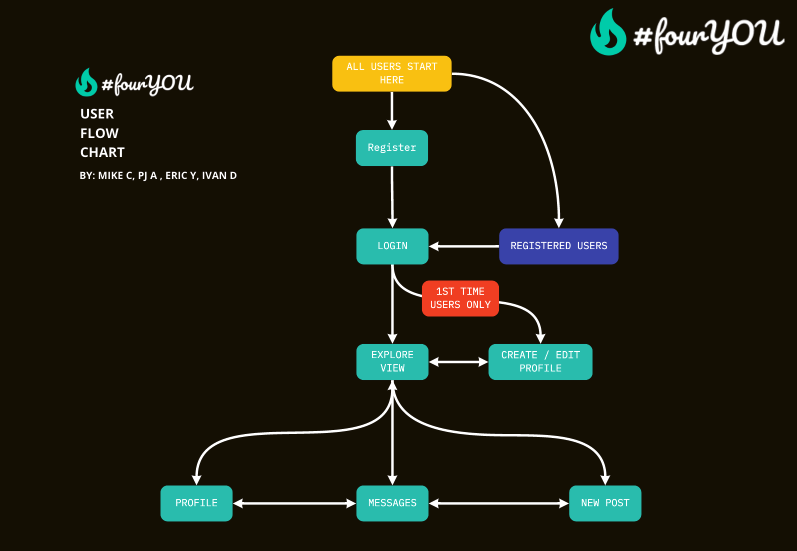 #fourYOU
#fourYOU
USER
FLOW
CHART
BY: MIKE C, PJ A , ERIC Y, IVAN D
ALL USERS START
HERE
Register
LOGIN
REGISTERED USERS
1ST TIME
USERS ONLY
EXPLORE
VIEW
CREATE / EDIT
PROFILE
PROFILE
MESSAGES
NEW POST